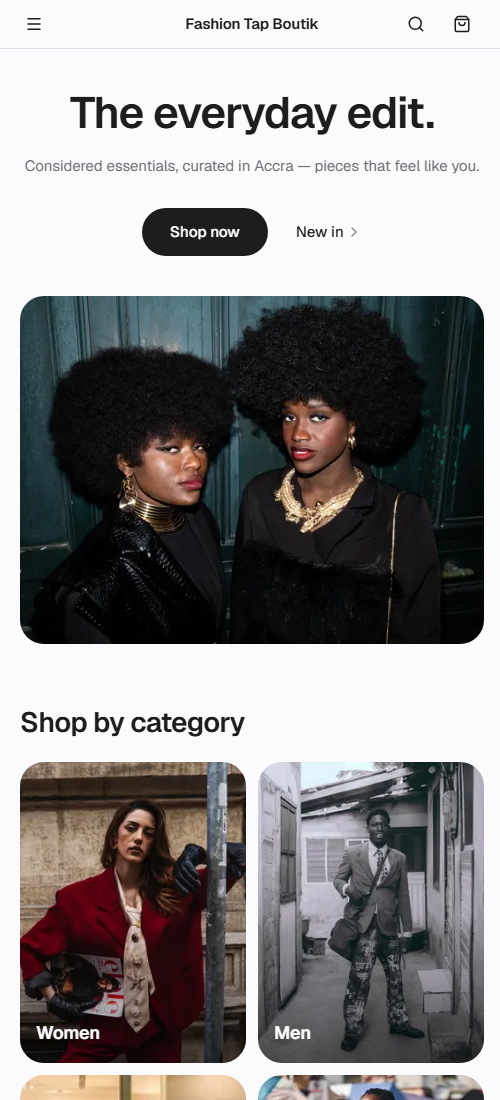 Fashion Tap Boutik
The everyday edit.
Considered essentials, curated in Accra — pieces that feel like you.
Shop now
New in
Shop by category
Women
Men